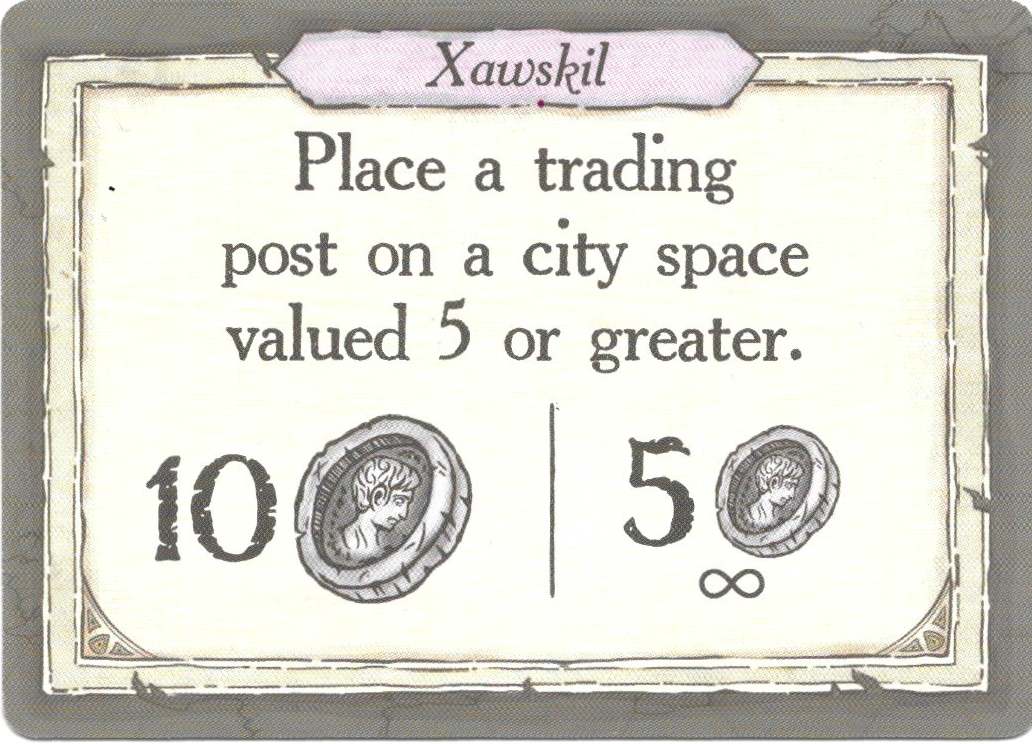 Xawskil
Place a trading
post on a city space
valued 5 or greater.
10
5
∞